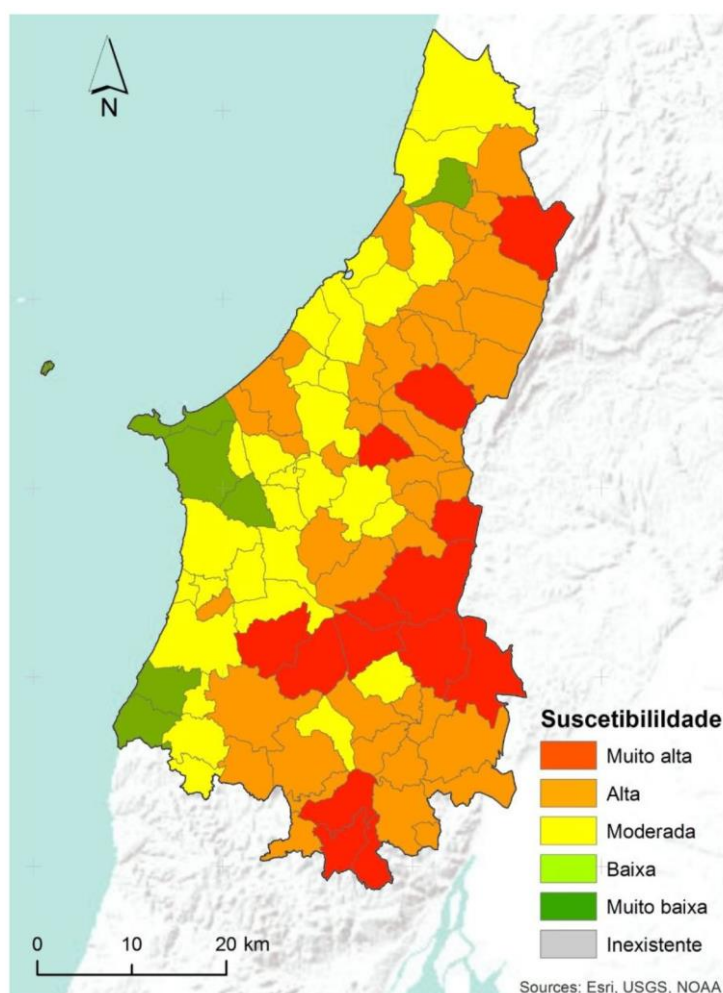 N
Suscetibilildade
Muito alta
Alta
Moderada
Baixa
Muito baixa
Inexistente
0 10 20 km
Sources: Esri, USGS, NOAA